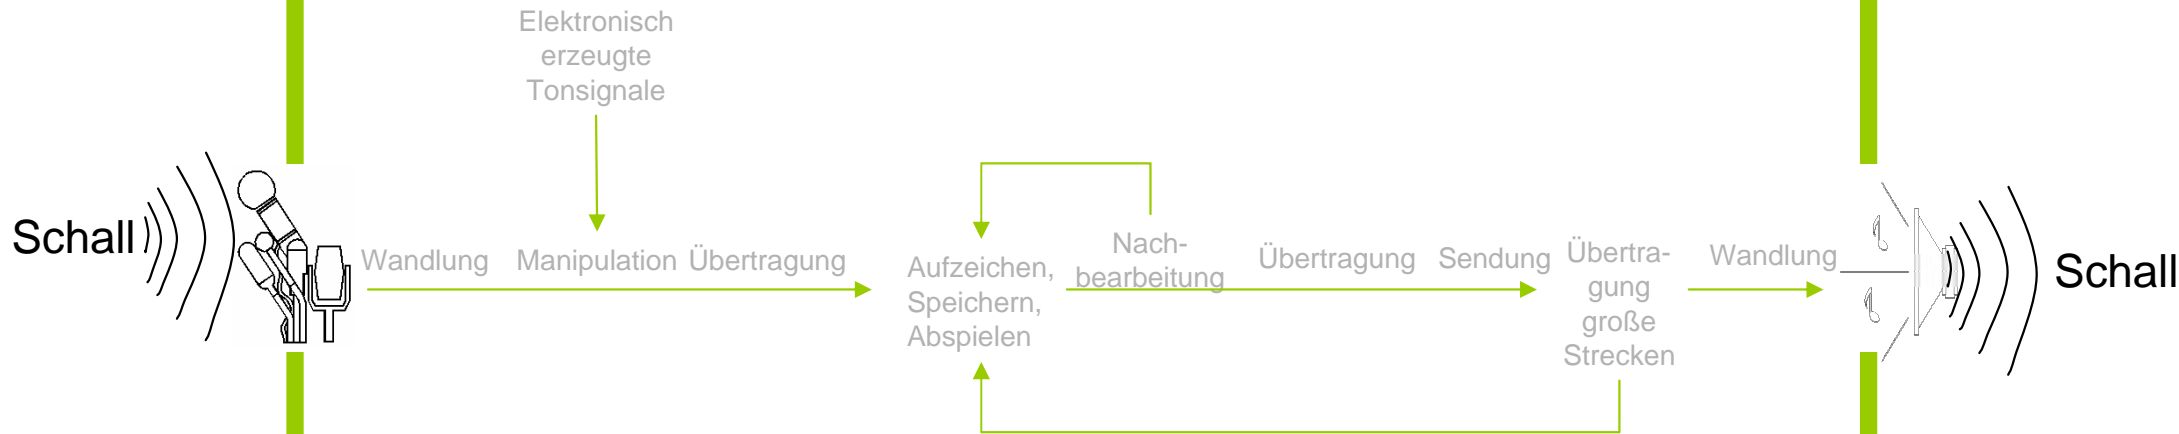 Elektronisch
erzeugte
Tonsignale
Schall
Wandlung
Manipulation
Übertragung
Aufzeichen,
Speichern,
Abspielen
Nach-
bearbeitung
Übertragung
Sendung
Übertra-
gung
große
Strecken
Wandlung
Schall